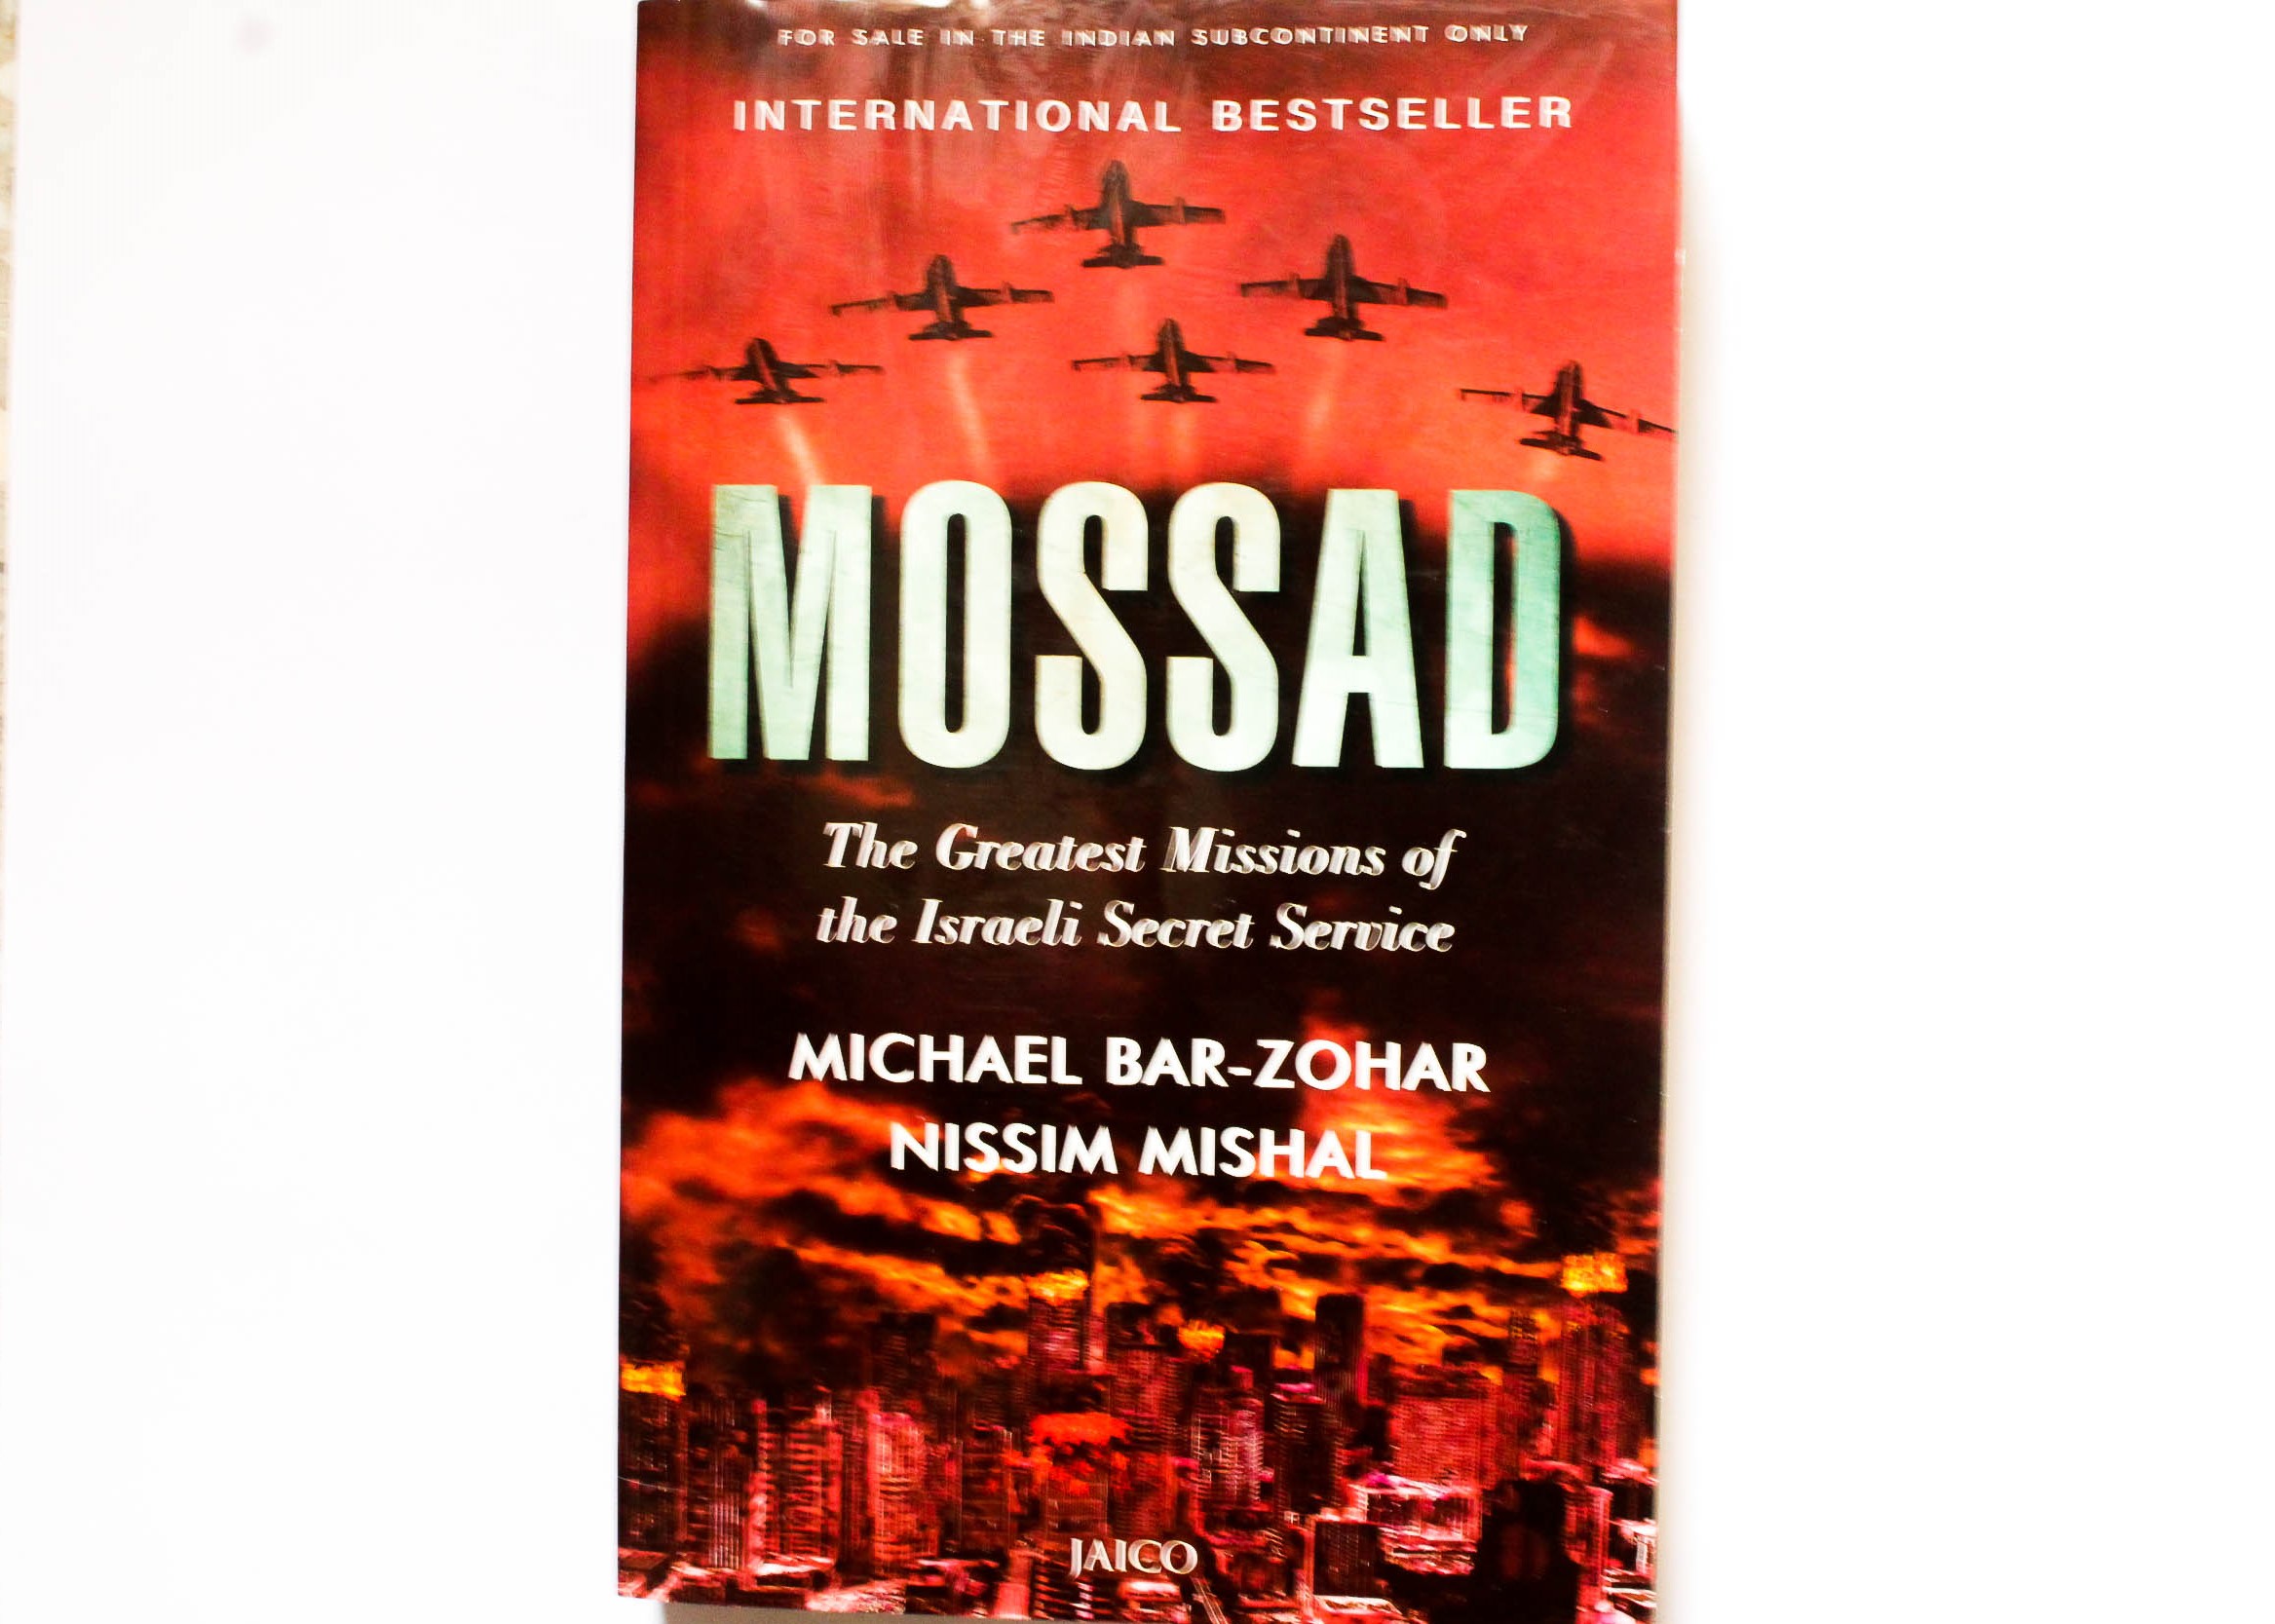 FOR SALE IN THE INDIAN SUBCONTINENT ONLY
INTERNATIONAL BESTSELLER
MOSSAD
The Greatest Missions of
the Israeli Secret Service
MICHAEL BAR-ZOHAR
NISSIM MISHAL
JAICO